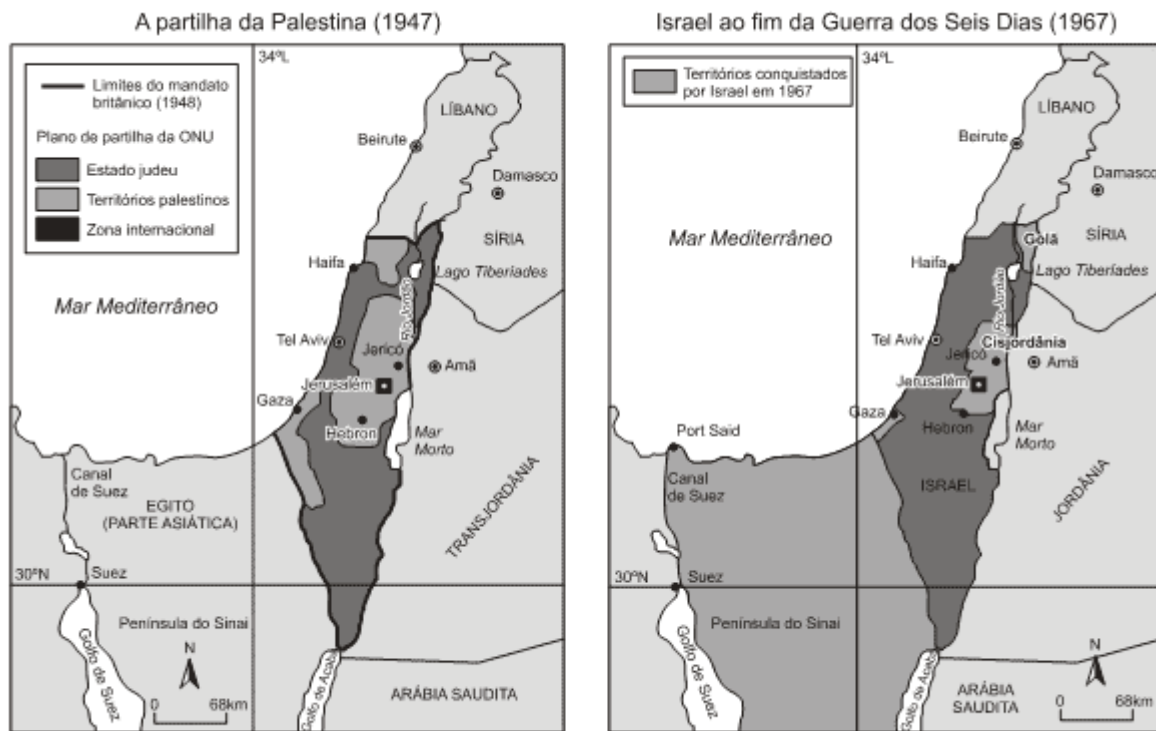 A partilha da Palestina (1947)
34ºL
Limites do mandato
britânico (1948)
Plano de partilha da ONU
Estado judeu
Territórios palestinos
Zona internacional
LÍBANO
Beirute
Damasco
SÍRIA
Haifa
Lago Tiberíades
Mar Mediterrâneo
Rio Jordão
Tel Aviv
Jericó
Amã
Jerusalém
Gaza
Hebron
Mar
Morto
Canal
de Suez
EGITO
(PARTE ASIÁTICA)
TRANSJORDÂNIA
30ºN
Suez
Península do Sinai
N
Golfo de Suez
0 68km
Golfo de Acaba
ARÁBIA SAUDITA
Israel ao fim da Guerra dos Seis Dias (1967)
34ºL
Territórios conquistados
por Israel em 1967
LÍBANO
Beirute
Damasco
SÍRIA
Mar Mediterrâneo
Golã
Haifa
Lago Tiberíades
Rio Jordão
Tel Aviv
Cisjordânia
Jericó
Amã
Jerusalém
Gaza
Hebron
Port Said
Mar
Morto
Canal
de Suez
ISRAEL
JORDÂNIA
30ºN
Suez
Península do Sinai
N
Golfo de Suez
Golfo de Acaba
ARÁBIA
SAUDITA
0 68km